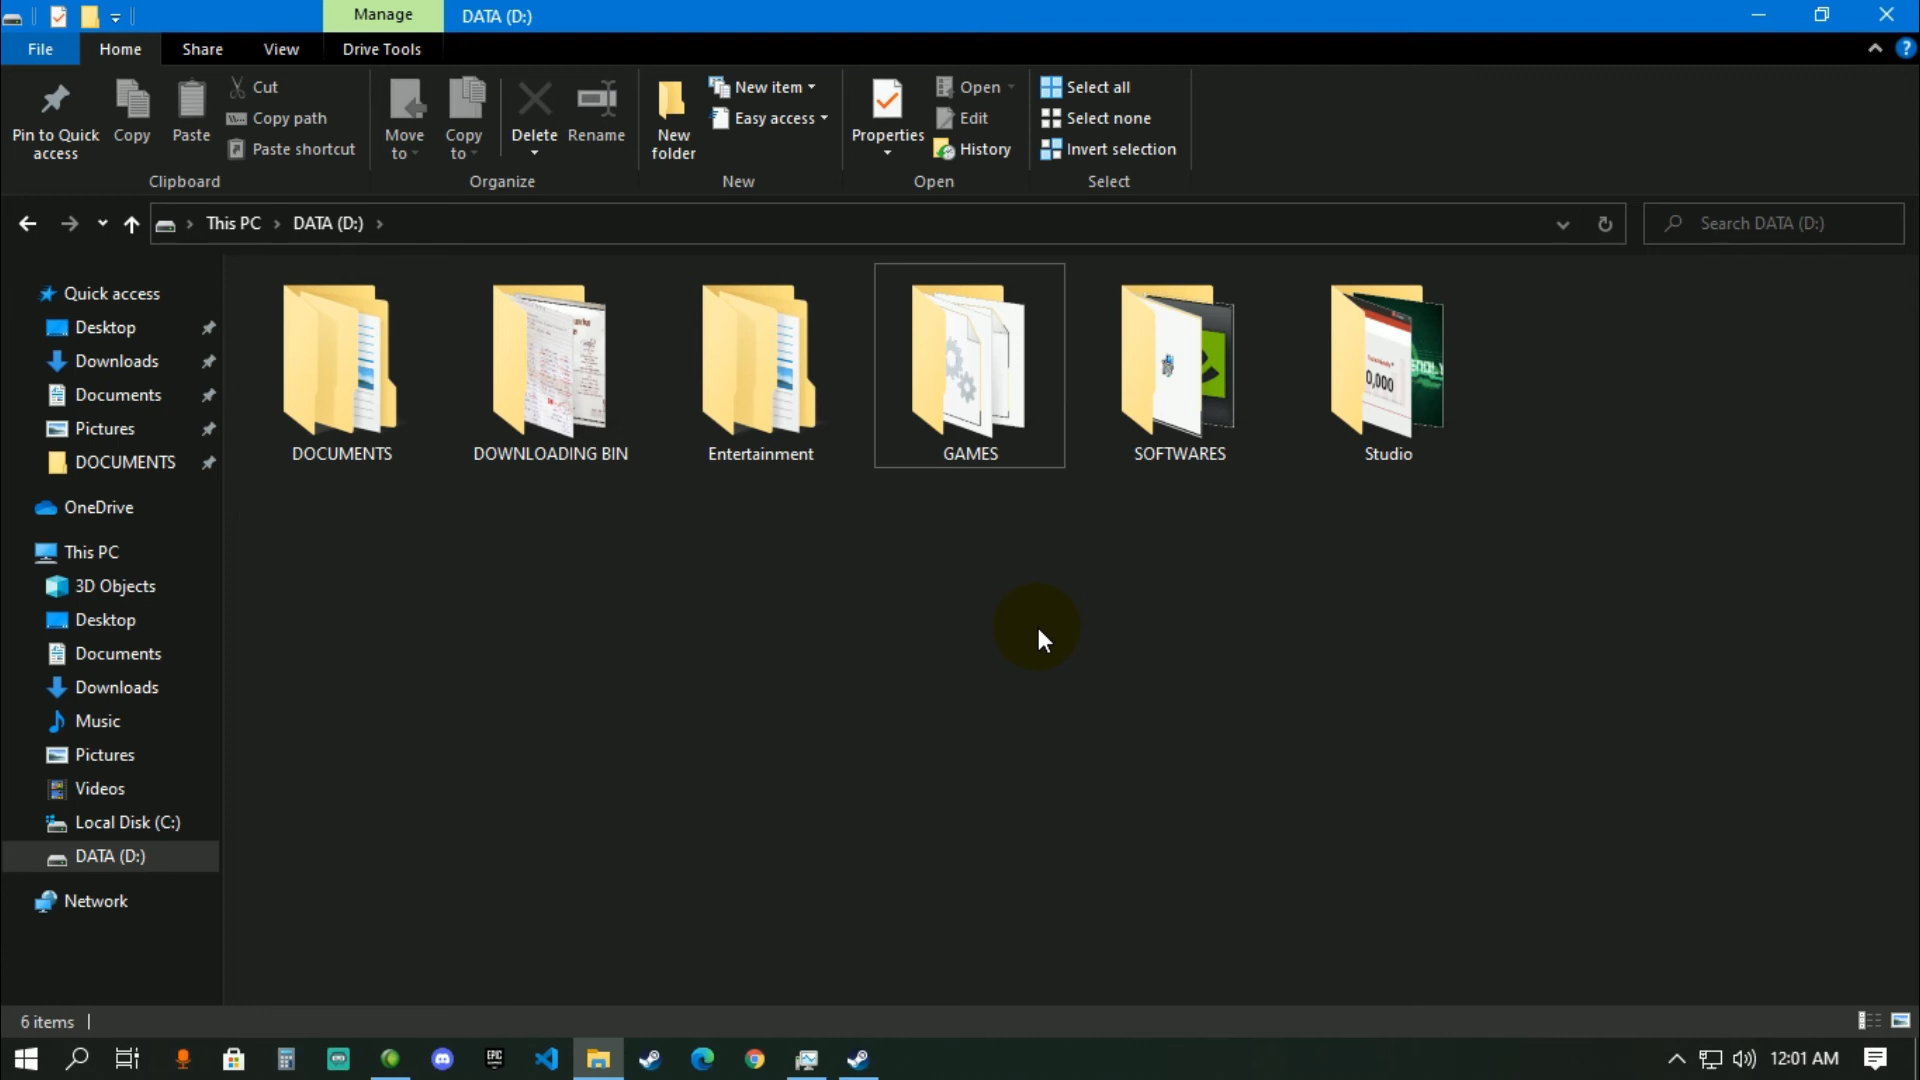 Manage
DATA (D:)
File
Home
Share
View
Drive Tools
Pin to Quick
access
Copy
Paste
Cut
Copy path
Paste shortcut
Clipboard
Move
to
Copy
to
Delete
Rename
Organize
New
folder
New item
Easy access
New
Properties
Open
Edit
History
Open
Select all
Select none
Invert selection
Select
This PC
DATA (D:)
Search DATA (D:)
Quick access
Desktop
Downloads
Documents
Pictures
DOCUMENTS
OneDrive
This PC
3D Objects
Desktop
Documents
Downloads
Music
Pictures
Videos
Local Disk (C:)
DATA (D:)
Network
0,000
DOCUMENTS
DOWNLOADING BIN
Entertainment
GAMES
SOFTWARES
Studio
6 items
EPIC
12:01 AM